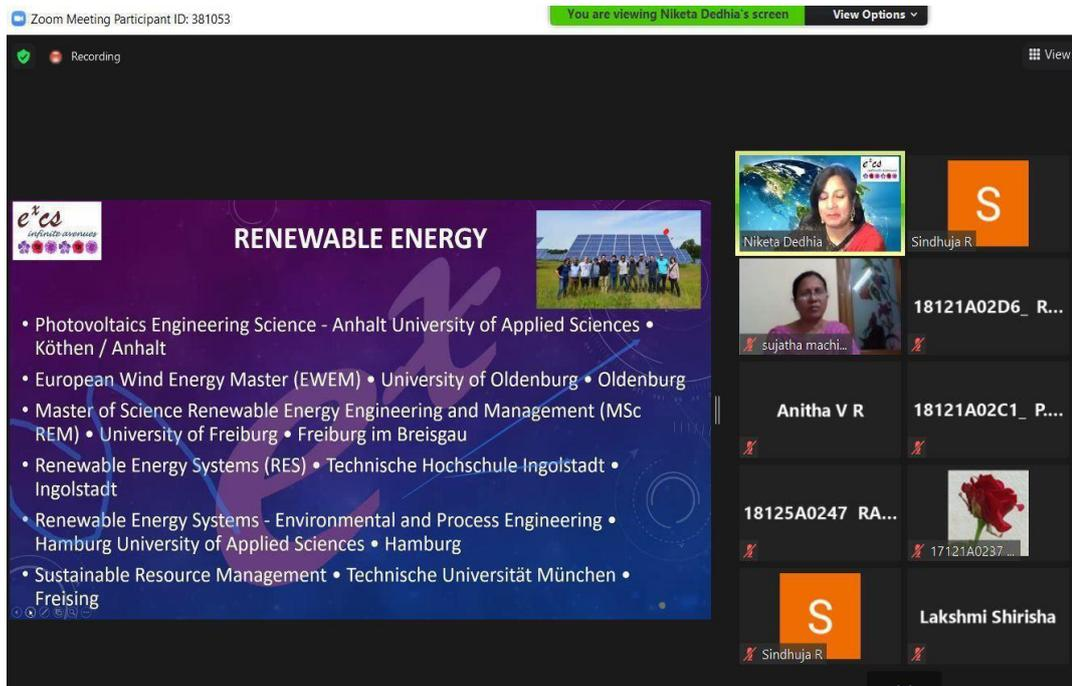 Zoom Meeting Participant ID: 381053
You are viewing Niketa Dedhia's screen
View Options
Recording
View
excs
infinite avenues
RENEWABLE ENERGY
• Photovoltaics Engineering Science - Anhalt University of Applied Sciences •
Köthen / Anhalt
• European Wind Energy Master (EWEM) • University of Oldenburg • Oldenburg
• Master of Science Renewable Energy Engineering and Management (MSc
REM) • University of Freiburg • Freiburg im Breisgau
• Renewable Energy Systems (RES) • Technische Hochschule Ingolstadt •
Ingolstadt
• Renewable Energy Systems - Environmental and Process Engineering •
Hamburg University of Applied Sciences • Hamburg
• Sustainable Resource Management • Technische Universität München •
Freising
ex
excs
Niketa Dedhia
S
Sindhuja R
sujatha machi...
18121A02D6_ R...
Anitha V R
18121A02C1_ P....
18125A0247 RA...
17121A0237 ...
S
Sindhuja R
Lakshmi Shirisha